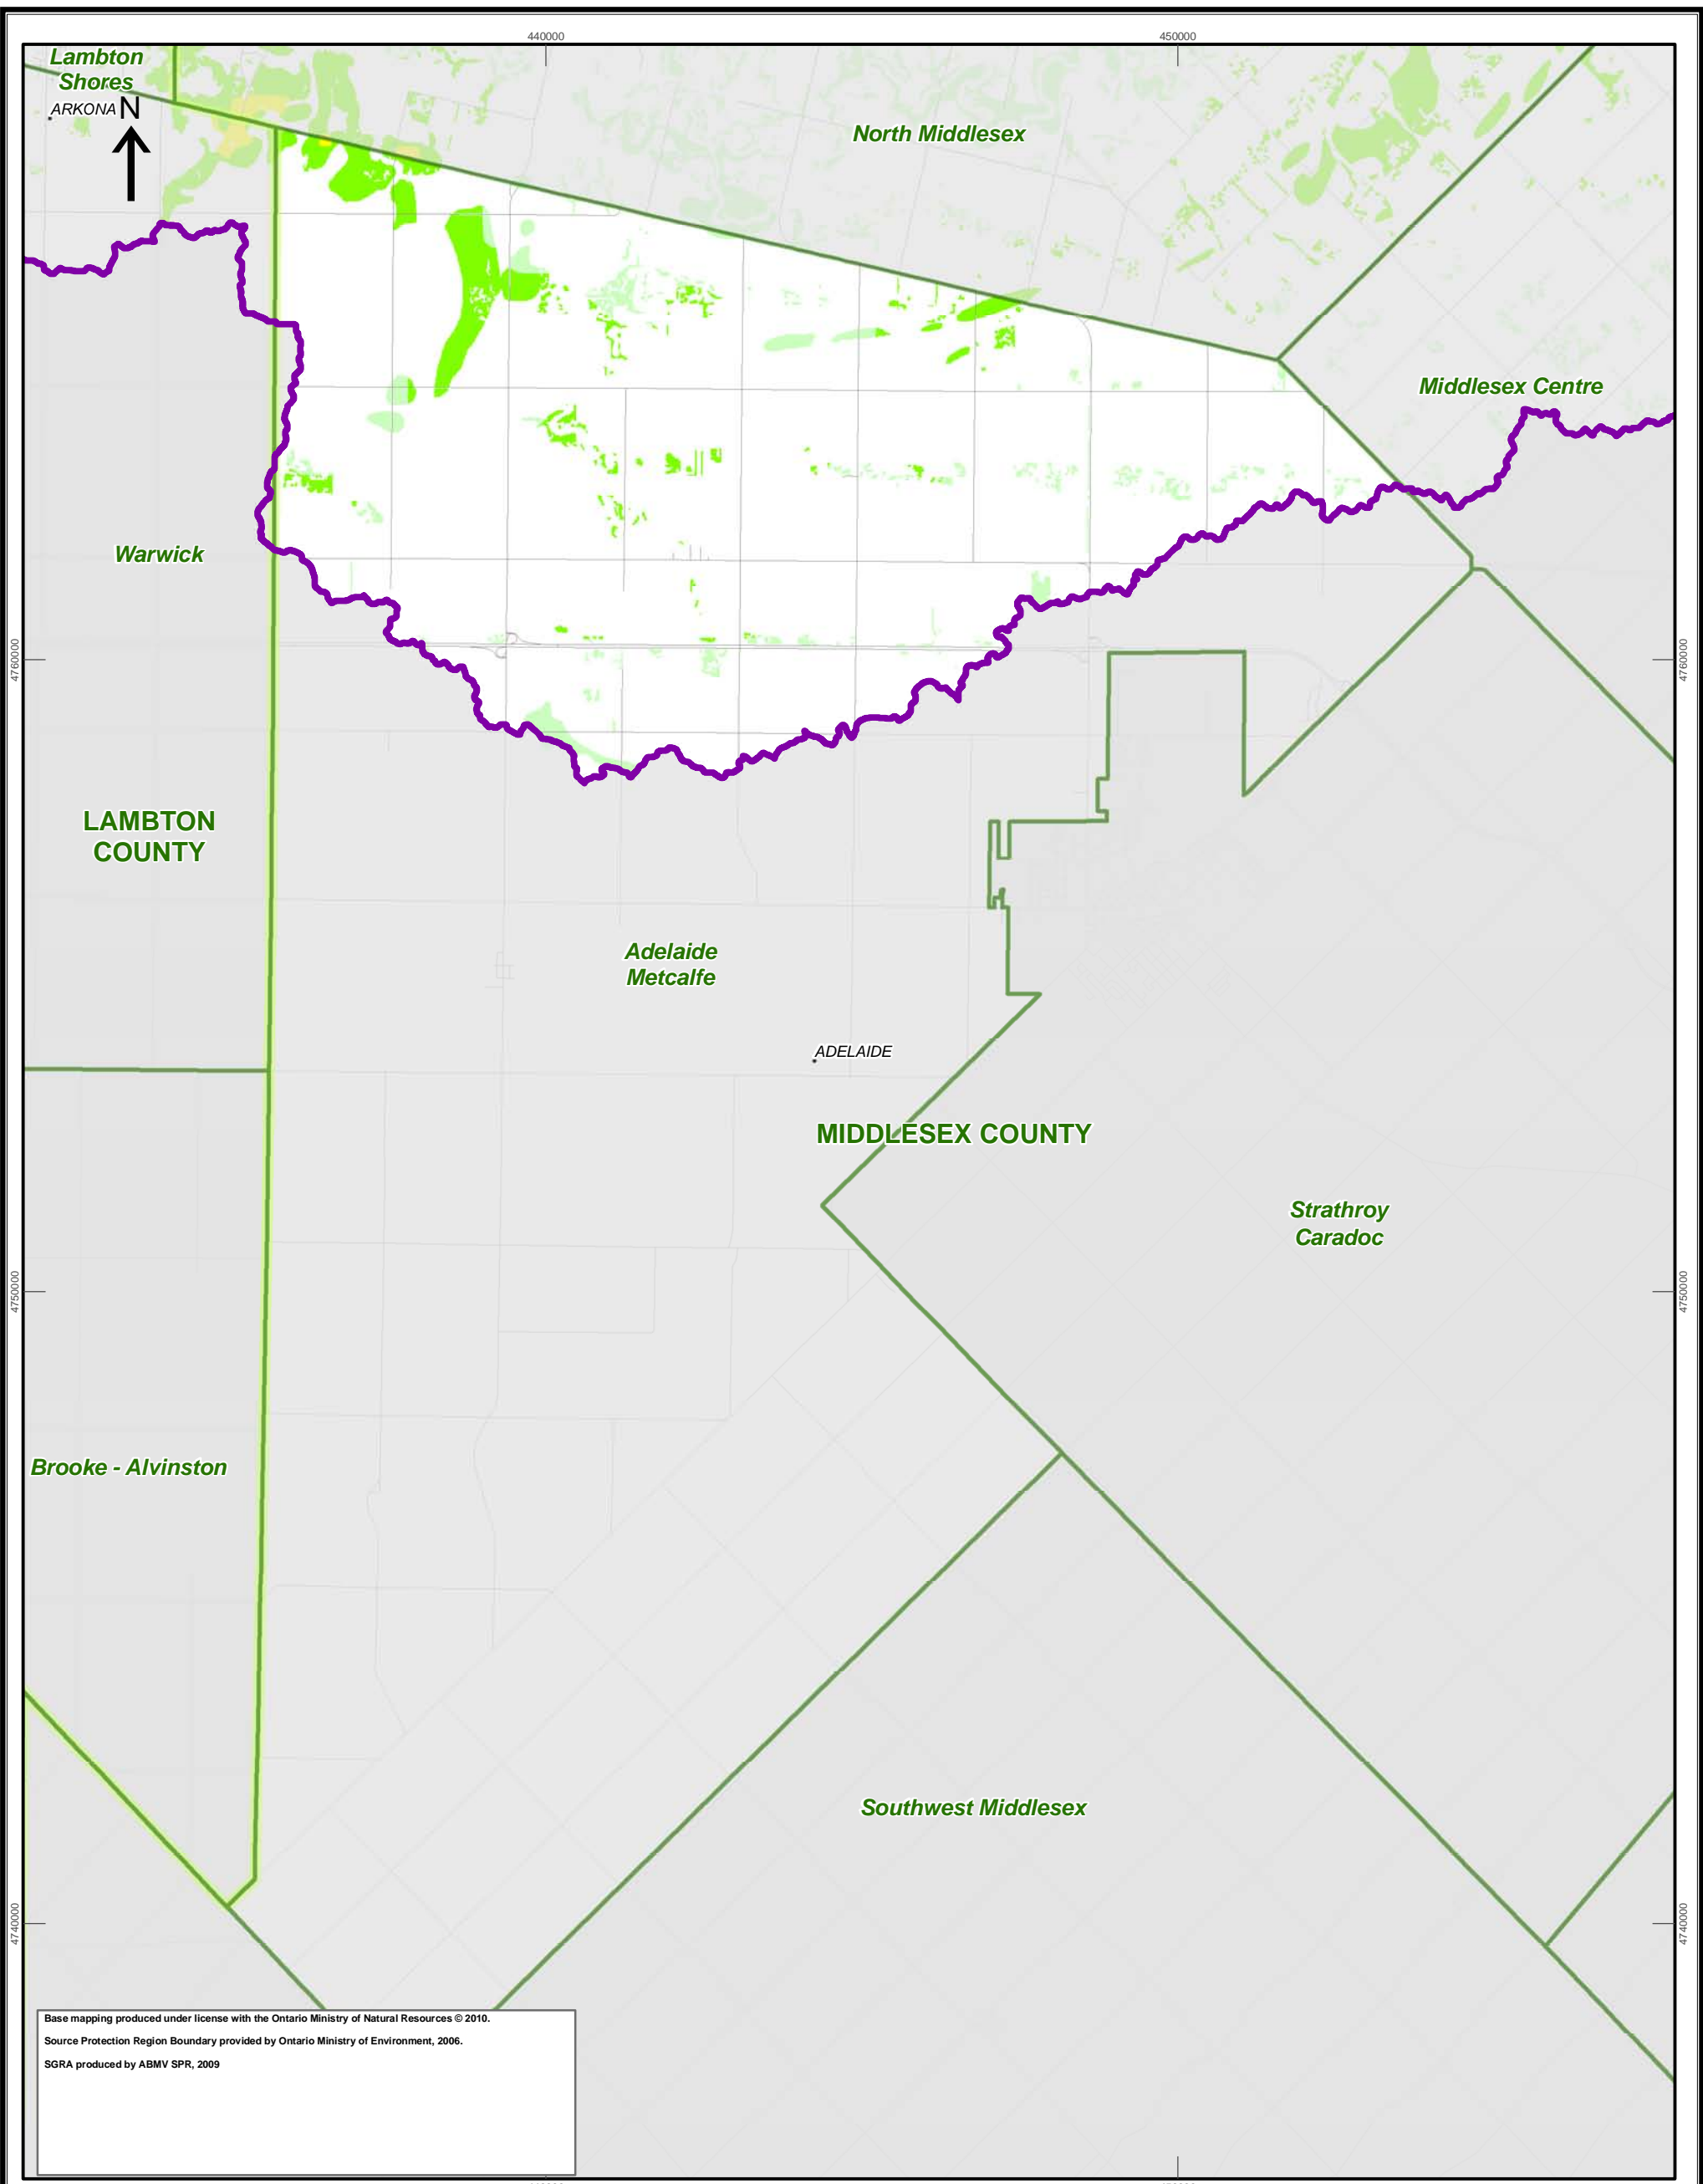 440000
450000
Lambton
Shores
ARKONA
N
North Middlesex
Middlesex Centre
Warwick
4760000
4760000
LAMBTON
COUNTY
Adelaide
Metcalfe
ADELAIDE
MIDDLESEX COUNTY
Strathroy
Caradoc
4750000
4750000
Brooke - Alvinston
Southwest Middlesex
4740000
4740000
Base mapping produced under license with the Ontario Ministry of Natural Resources © 2010.
Source Protection Region Boundary provided by Ontario Ministry of Environment, 2006.
SGRA produced by ABMV SPR, 2009